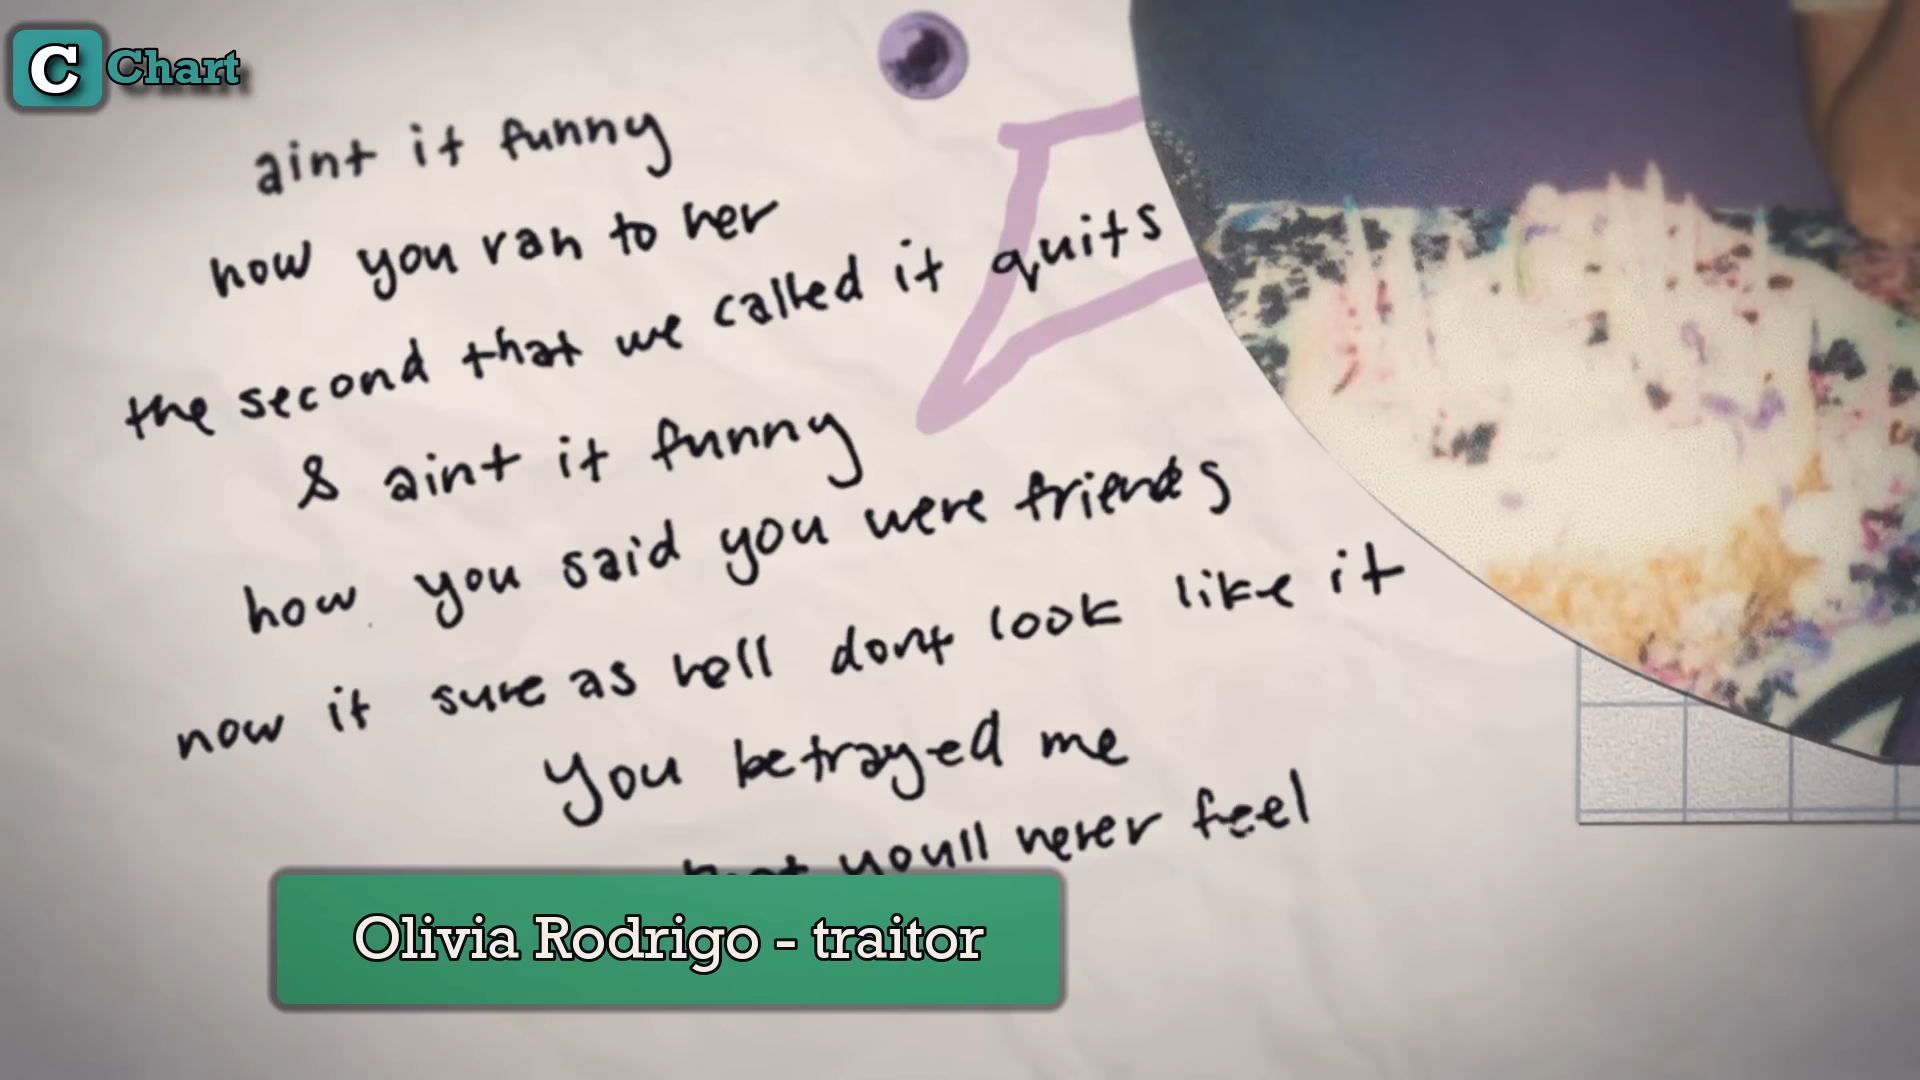 C Chart
aint it funny
how you ran to her
the second that we called it quits
& aint it funny
how you said you were friends
now it sure as hell dont look like it
you betrayed me
youll never feel
Olivia Rodrigo - traitor